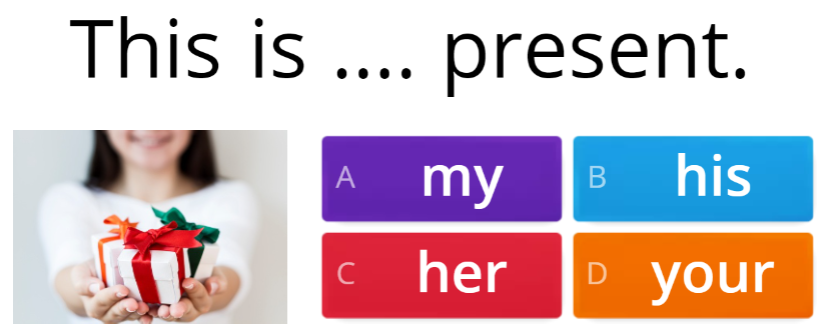 This is .... present.
A my
B his
C her
D your